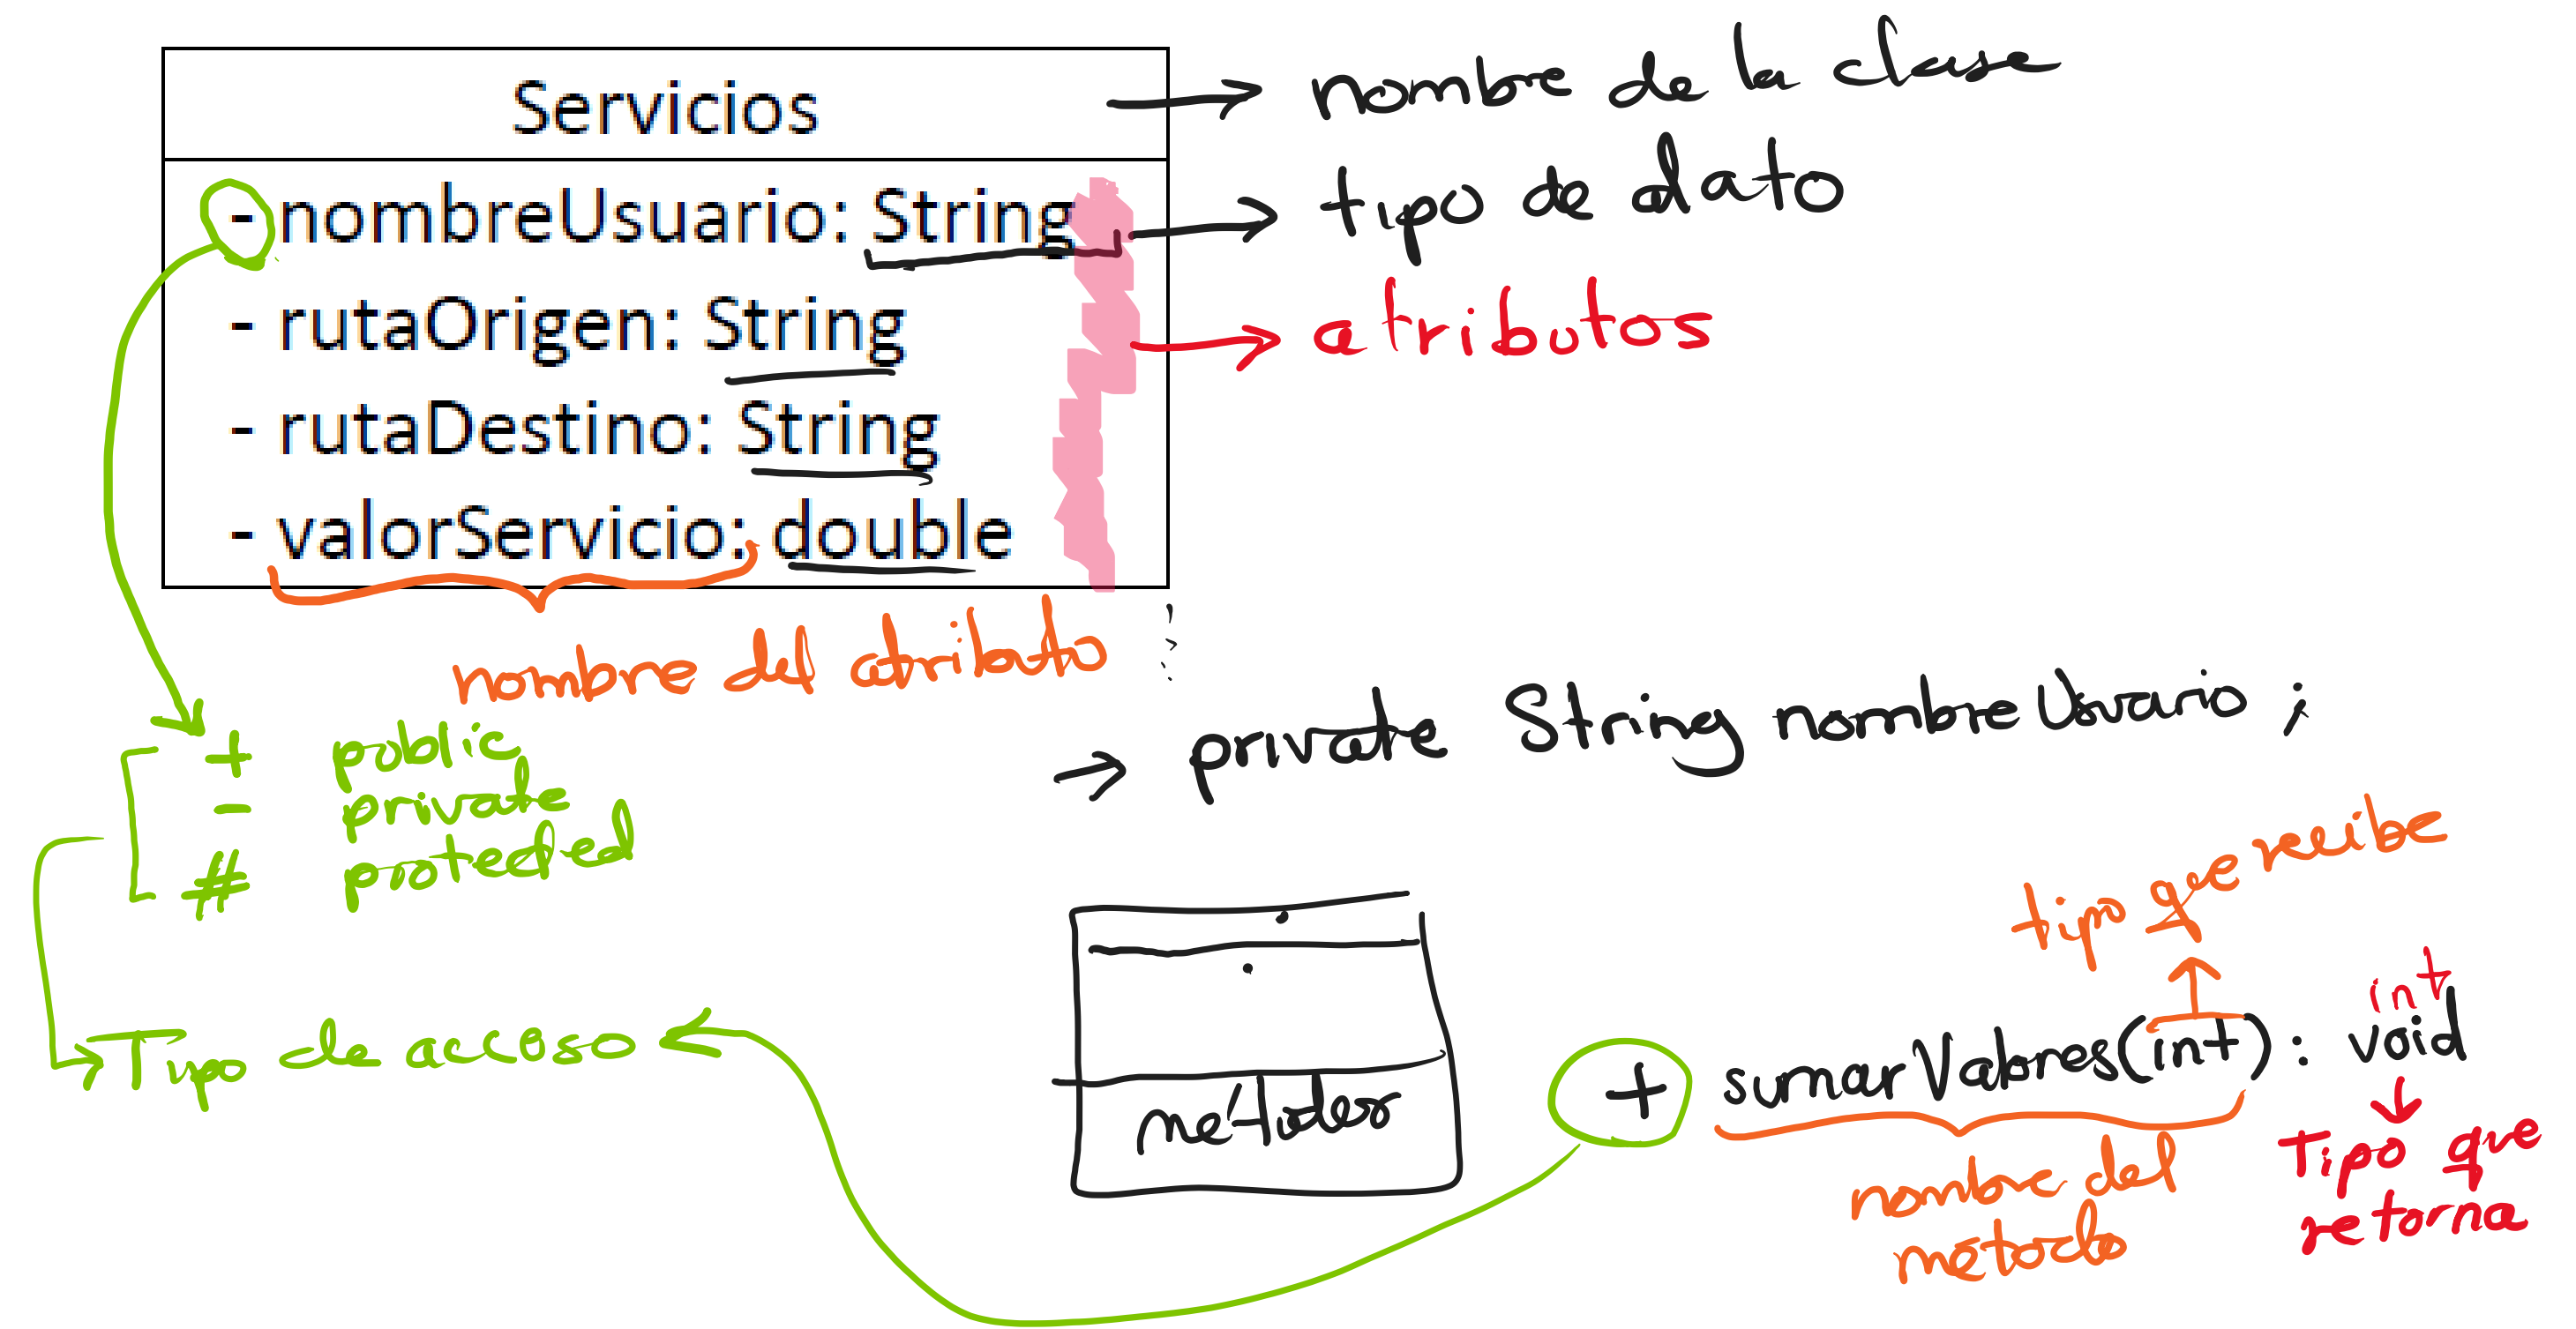 Servicios
nombre de la clase
- nombreUsuario: String
tipo de dato
- rutaOrigen: String
atributos
- rutaDestino: String
- valorServicio: double
nombre del atributo
→ private String nombreUsuario ;
+ public
- private
# protected
Tipo de acceso
métodos
tipo que recibe
int
+ sumarValores(int) : void
nombre del
metodo
Tipo que
retorna